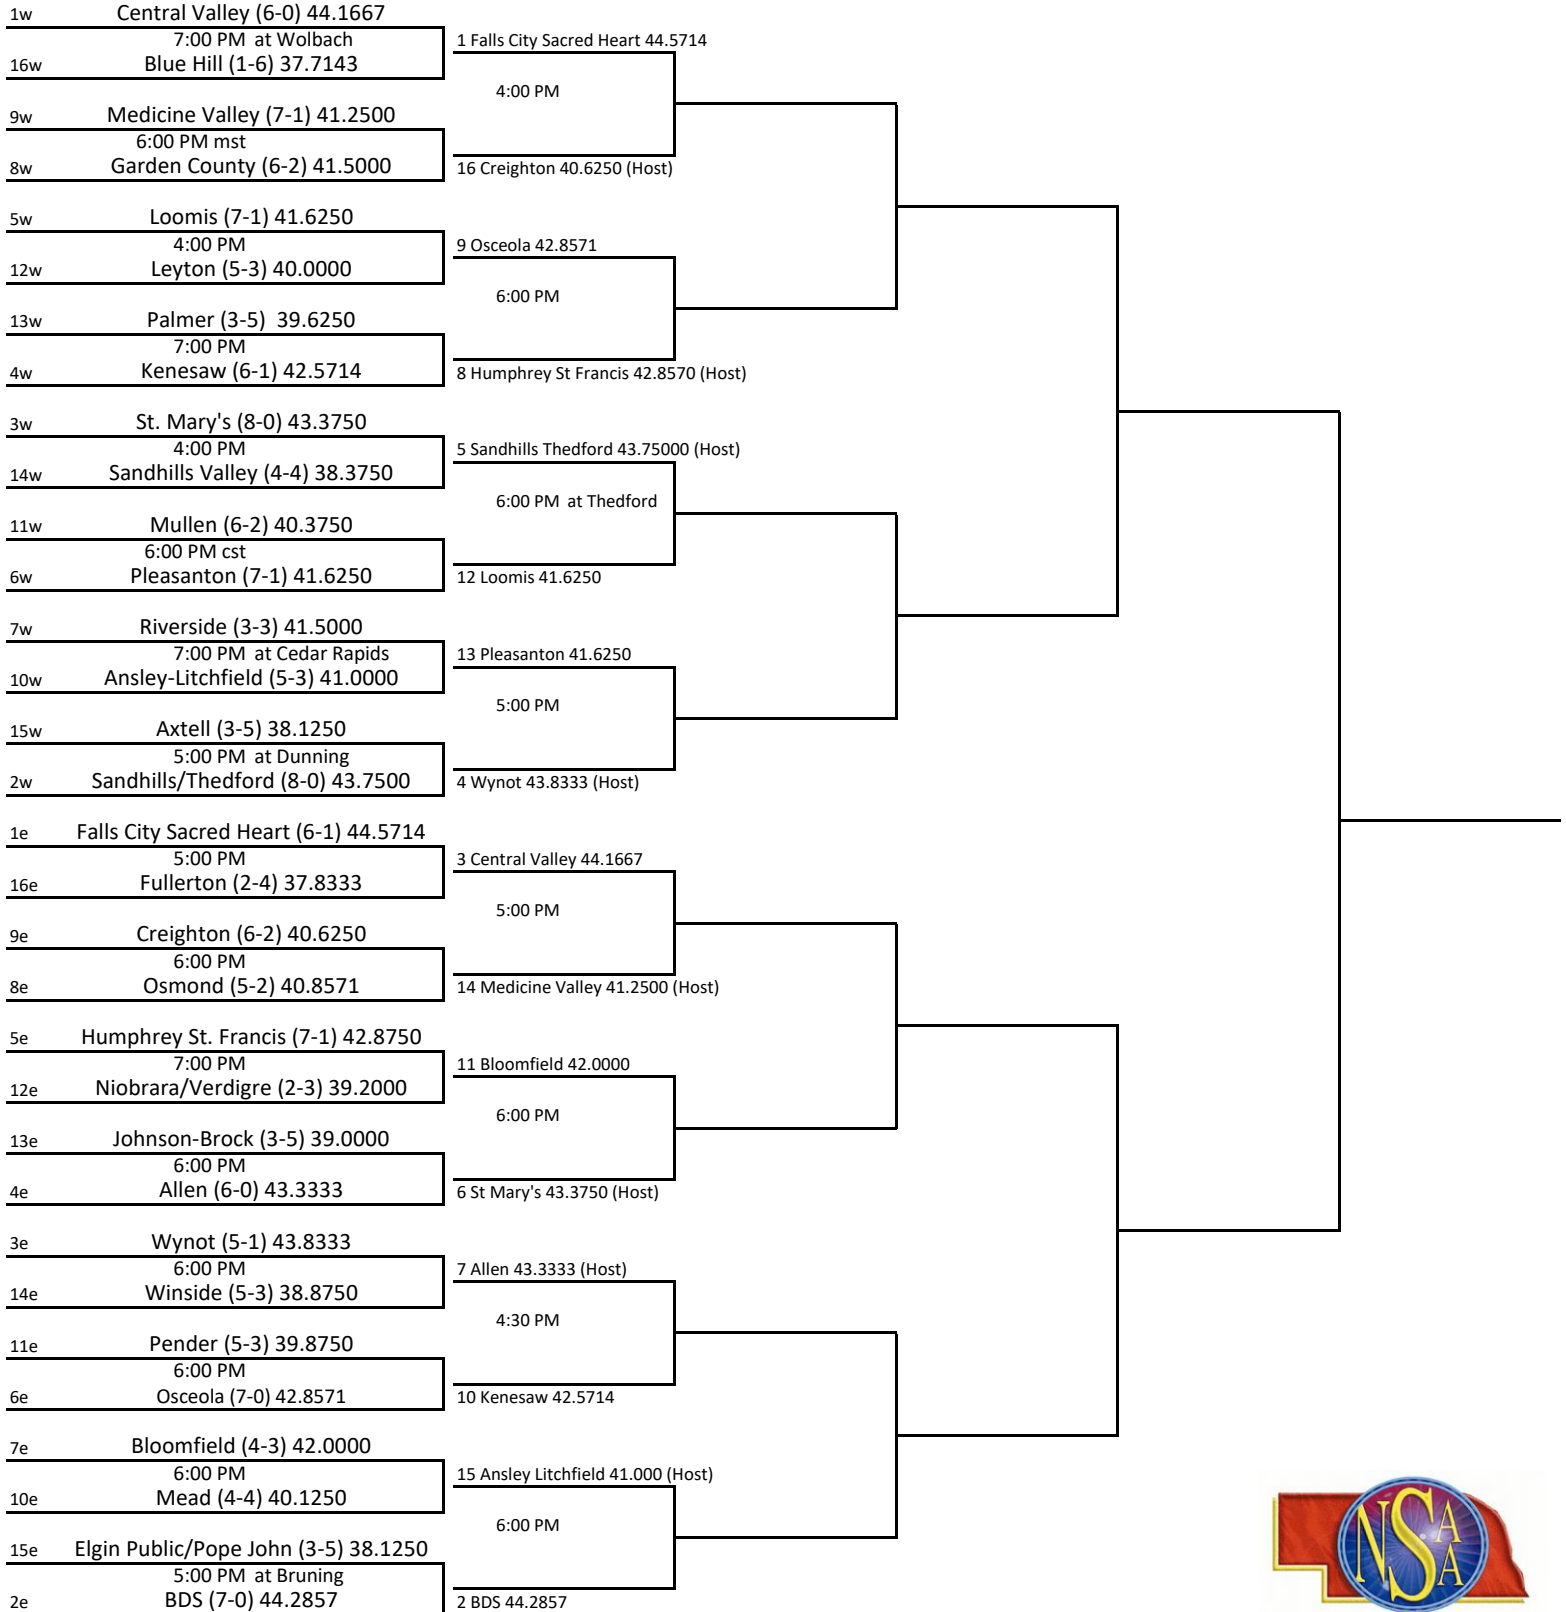 1w Central Valley (6-0) 44.1667
7:00 PM at Wolbach
16w Blue Hill (1-6) 37.7143
9w Medicine Valley (7-1) 41.2500
6:00 PM mst
8w Garden County (6-2) 41.5000
5w Loomis (7-1) 41.6250
4:00 PM
12w Leyton (5-3) 40.0000
13w Palmer (3-5) 39.6250
7:00 PM
4w Kenesaw (6-1) 42.5714
3w St. Mary's (8-0) 43.3750
4:00 PM
14w Sandhills Valley (4-4) 38.3750
11w Mullen (6-2) 40.3750
6:00 PM cst
6w Pleasanton (7-1) 41.6250
7w Riverside (3-3) 41.5000
7:00 PM at Cedar Rapids
10w Ansley-Litchfield (5-3) 41.0000
15w Axtell (3-5) 38.1250
5:00 PM at Dunning
2w Sandhills/Thedford (8-0) 43.7500
1e Falls City Sacred Heart (6-1) 44.5714
5:00 PM
16e Fullerton (2-4) 37.8333
9e Creighton (6-2) 40.6250
6:00 PM
8e Osmond (5-2) 40.8571
5e Humphrey St. Francis (7-1) 42.8750
7:00 PM
12e Niobrara/Verdigre (2-3) 39.2000
13e Johnson-Brock (3-5) 39.0000
6:00 PM
4e Allen (6-0) 43.3333
3e Wynot (5-1) 43.8333
6:00 PM
14e Winside (5-3) 38.8750
11e Pender (5-3) 39.8750
6:00 PM
6e Osceola (7-0) 42.8571
7e Bloomfield (4-3) 42.0000
6:00 PM
10e Mead (4-4) 40.1250
15e Elgin Public/Pope John (3-5) 38.1250
5:00 PM at Bruning
2e BDS (7-0) 44.2857
1 Falls City Sacred Heart 44.5714
4:00 PM
16 Creighton 40.6250 (Host)
9 Osceola 42.8571
6:00 PM
8 Humphrey St Francis 42.8570 (Host)
5 Sandhills Thedford 43.75000 (Host)
6:00 PM at Thedford
12 Loomis 41.6250
13 Pleasanton 41.6250
5:00 PM
4 Wynot 43.8333 (Host)
3 Central Valley 44.1667
5:00 PM
14 Medicine Valley 41.2500 (Host)
11 Bloomfield 42.0000
6:00 PM
6 St Mary's 43.3750 (Host)
7 Allen 43.3333 (Host)
4:30 PM
10 Kenesaw 42.5714
15 Ansley Litchfield 41.000 (Host)
6:00 PM
2 BDS 44.2857
NSAA